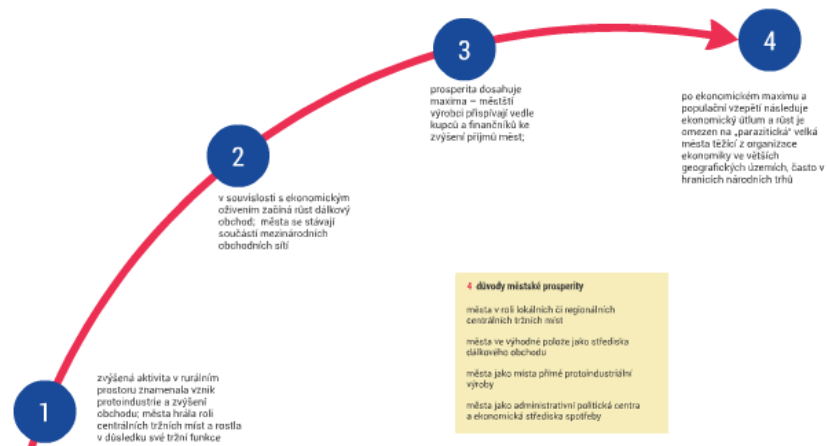 1
zvýšená aktivita v rurálním
prostoru znamenala vznik
protoindustrie a zvýšení
obchodu; města hrála roli
centrálních tržních míst a rostla
v důsledku své tržní funkce
2
v souvislosti s ekonomickým
oživením začíná růst dálkový
obchod; města se stávají
součástí mezinárodních
obchodních sítí
3
prosperita dosahuje
maxima – městští
výrobci přispívají vedle
kupců a finančníků ke
zvýšení příjmů měst;
4
po ekonomickém maximu a
populační vzepětí následuje
ekonomický útlum a růst je
omezen na „parazitická“ velká
města těžící z organizace
ekonomiky ve větších
geografických územích, často v
hranicích národních trhů
4 důvody městské prosperity
města v roli lokálních či regionálních
centrálních tržních míst
města ve výhodné poloze jako střediska
dálkového obchodu
města jako místa přímé protoindustriální
výroby
města jako administrativní politická centra
a ekonomická střediska spotřeby